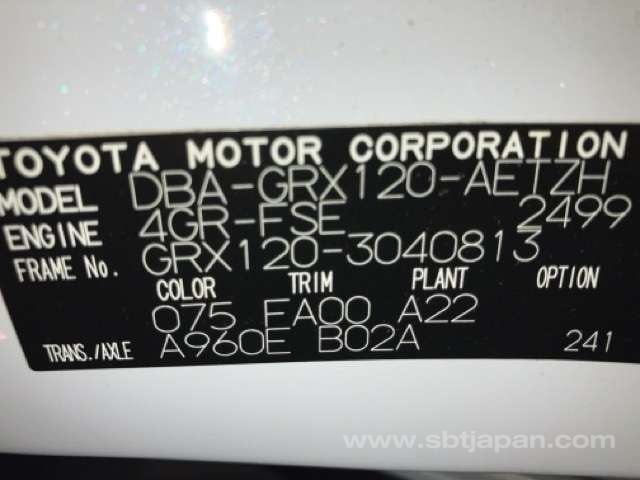 TOYOTA MOTOR CORPORATION
MODEL DBA-GRX120-AETZH
ENGINE 4GR-FSE 2499
FRAME No. GRX120-3040813
COLOR TRIM PLANT OPTION
075 EA00 A22
TRANS./AXLE A960E B02A 241
www.sbtjapan.com